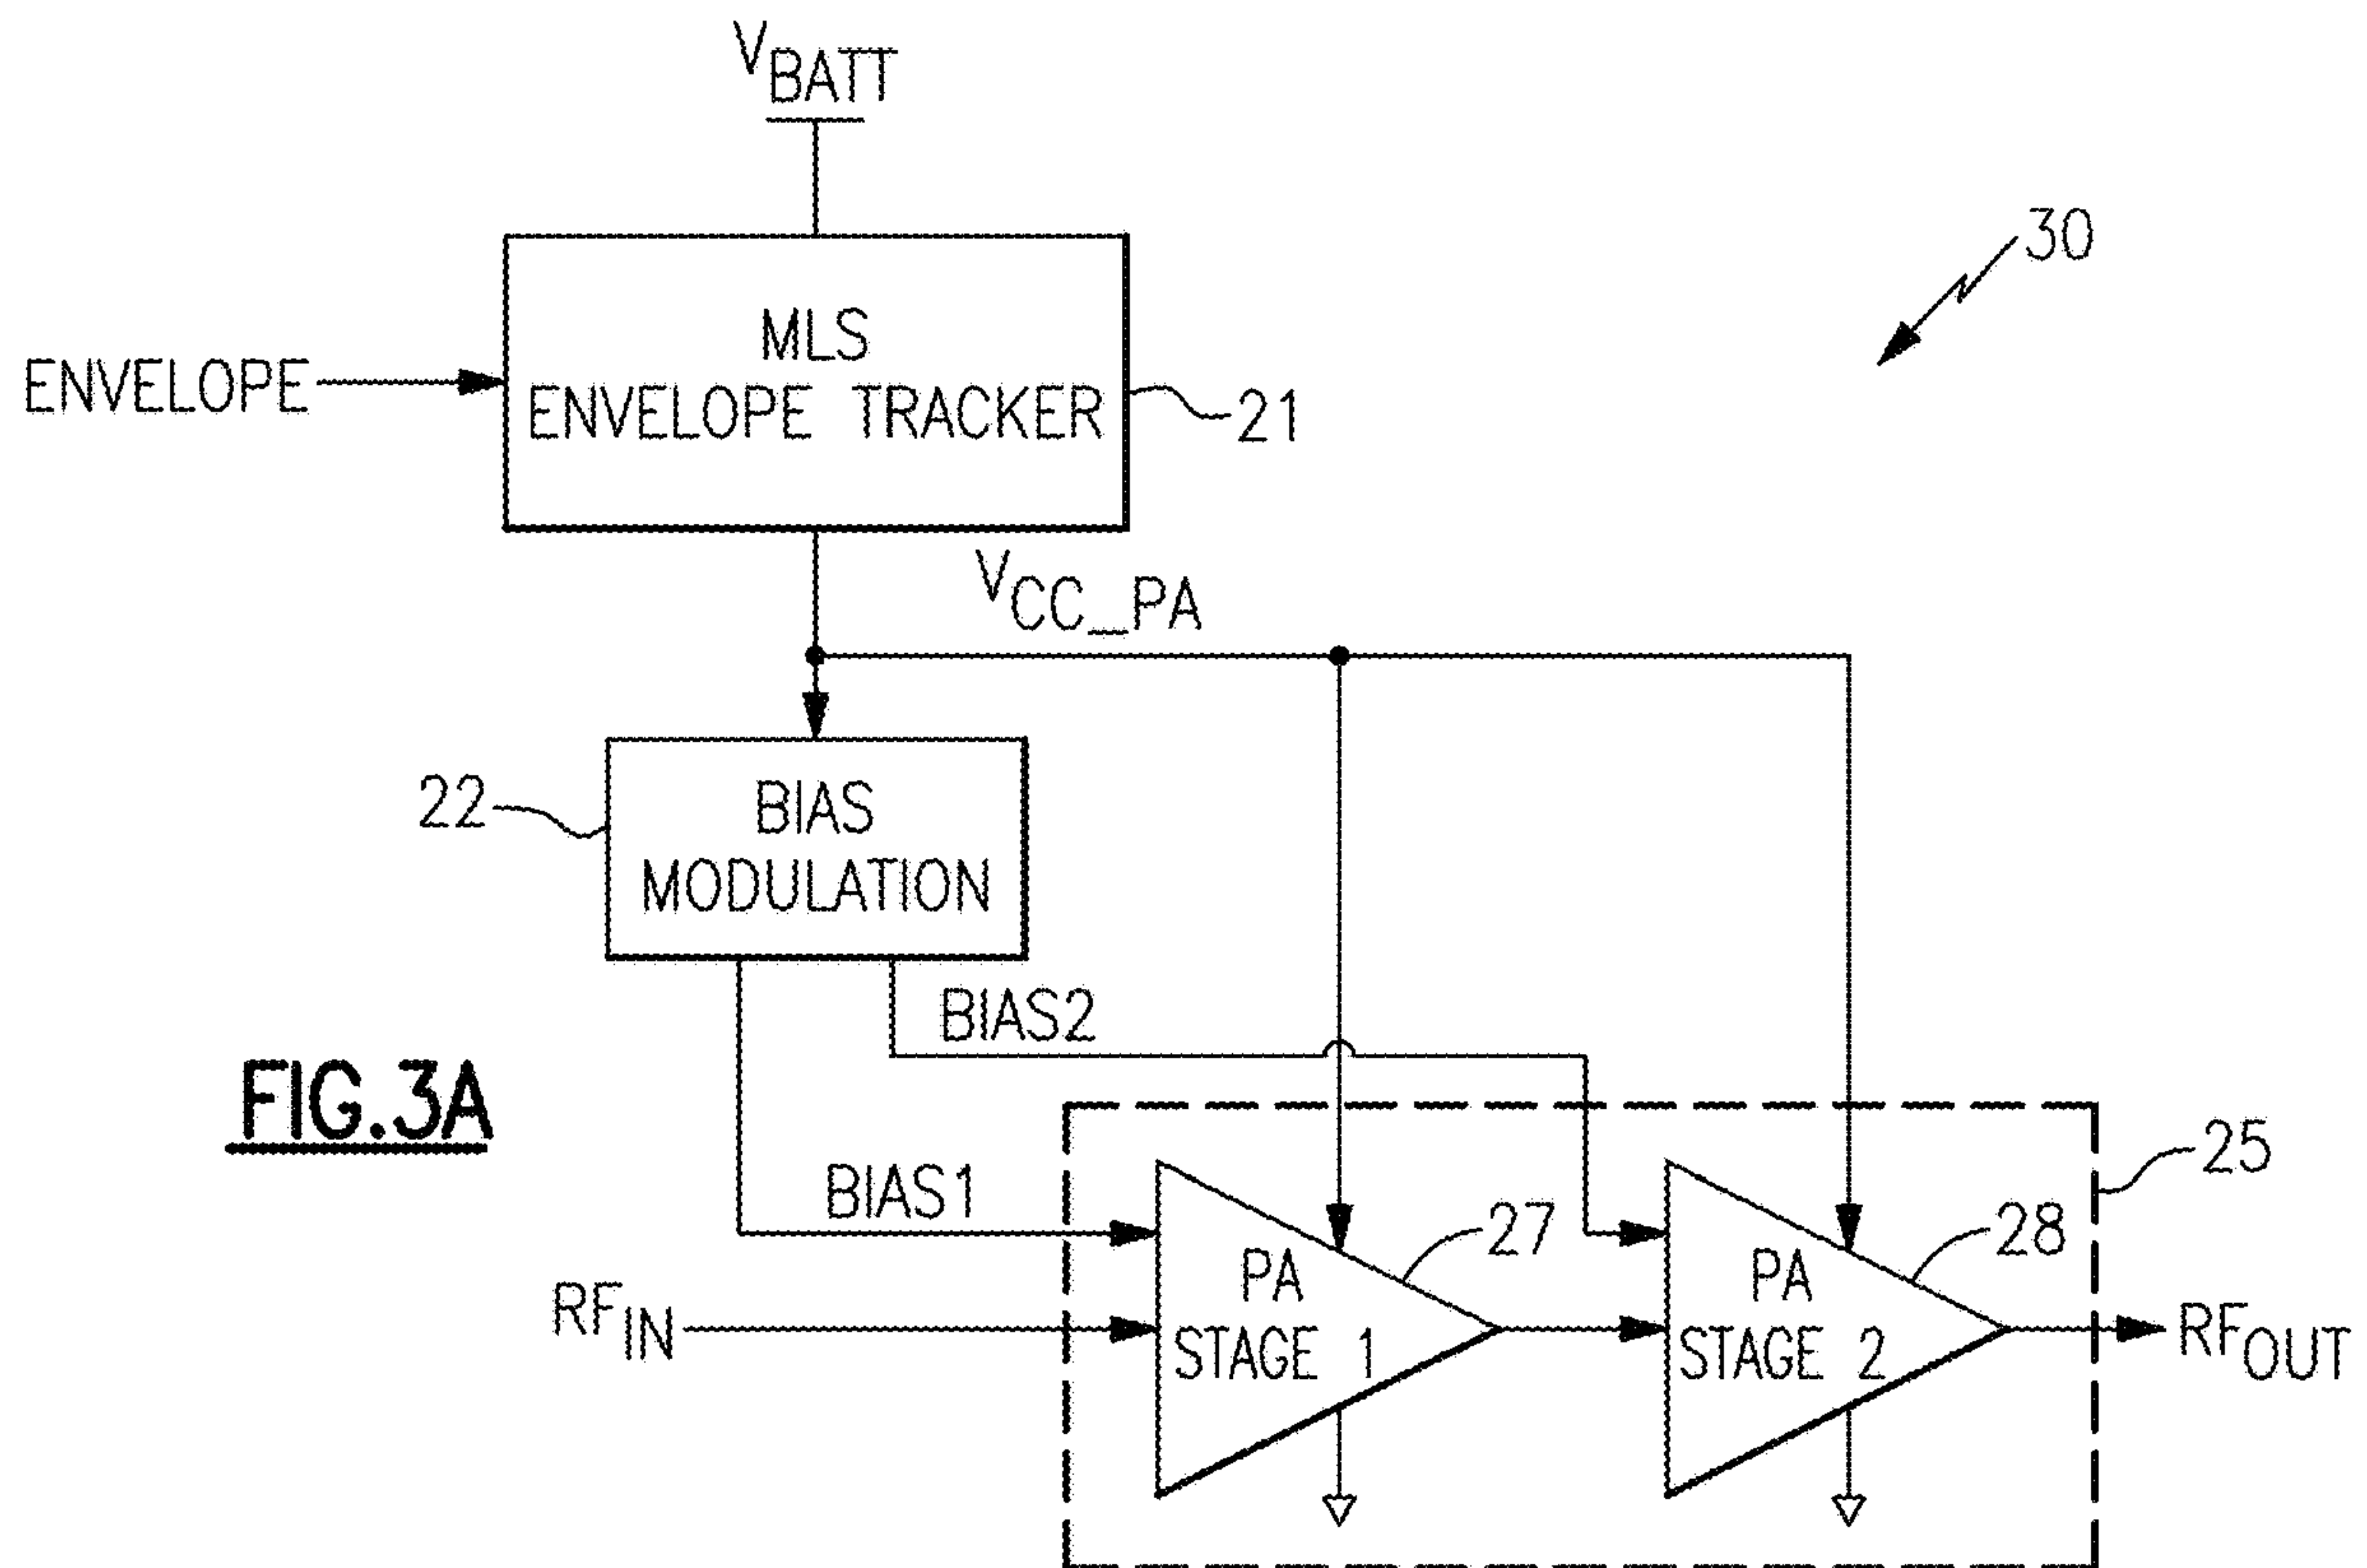 VBATT
30
MLS
ENVELOPE TRACKER
ENVELOPE
21
VCC_PA
22
BIAS
MODULATION
BIAS2
FIG.3A
25
BIAS1
27
28
PA
STAGE 1
PA
STAGE 2
RFIN
RFOUT